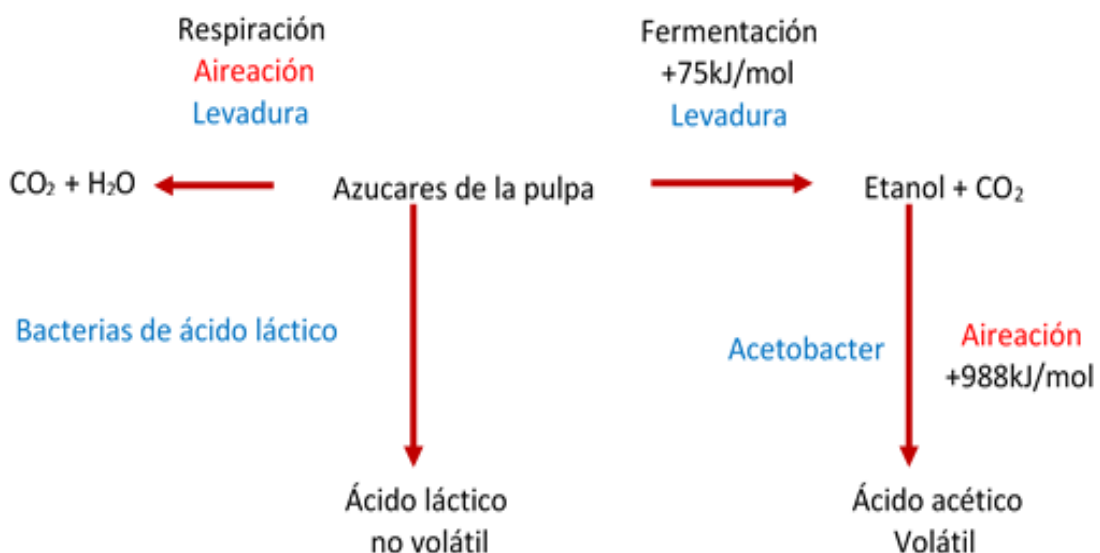 Respiración
Aireación
Levadura
Fermentación
+75kJ/mol
Levadura
CO₂ + H₂O
Azucares de la pulpa
Etanol + CO₂
Bacterias de ácido láctico
Acetobacter
Aireación
+988kJ/mol
Ácido láctico
no volátil
Ácido acético
Volátil